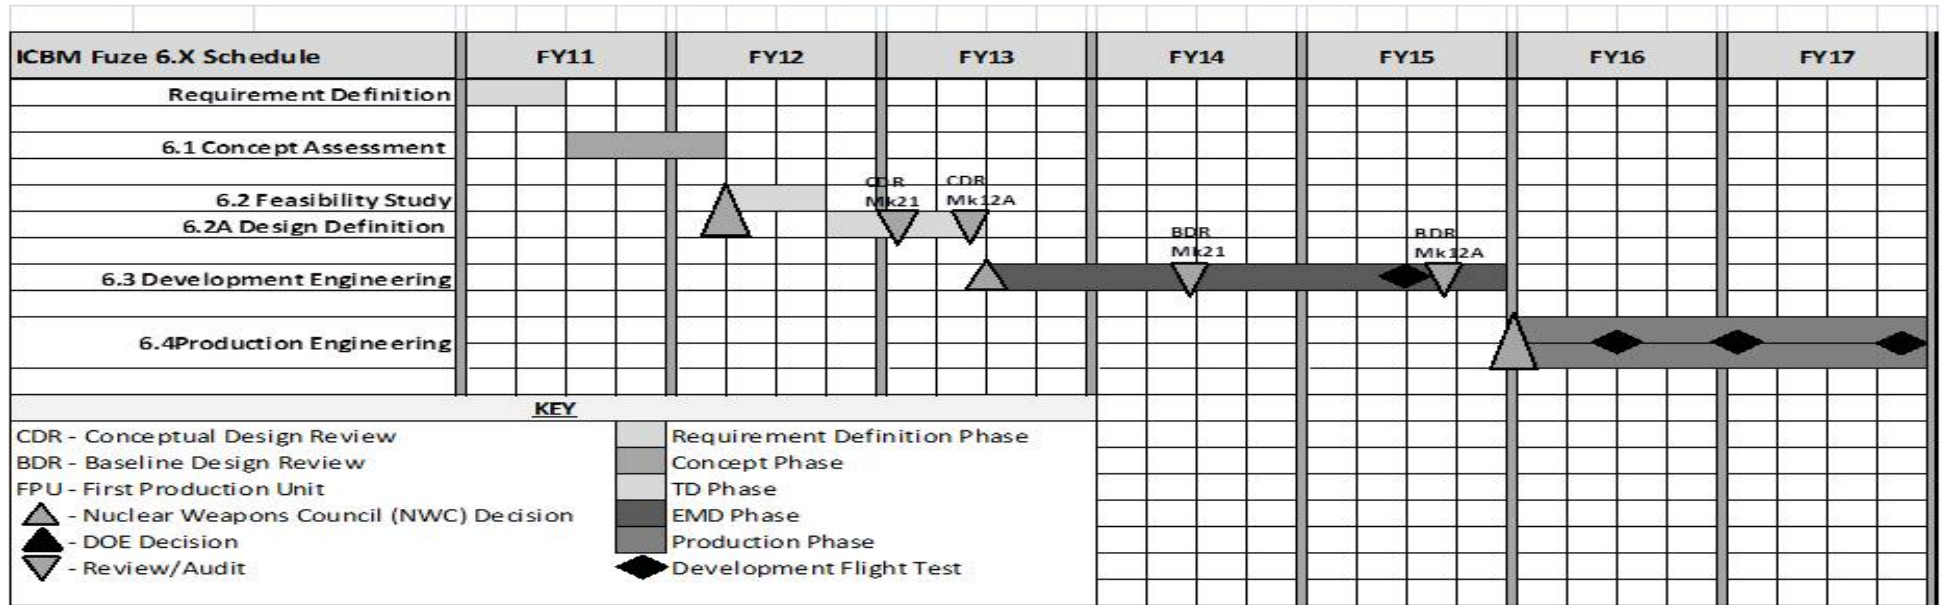 ICBM Fuze 6.X Schedule FY11 FY12 FY13 FY14 FY15 FY16 FY17
Requirement Definition
6.1 Concept Assessment
CDR CDR
6.2 Feasibility Study Mk21 Mk12A
6.2A Design Definition
BDR BDR
Mk21 Mk12A
6.3 Development Engineering
6.4Production Engineering
KEY
CDR - Conceptual Design Review Requirement Definition Phase
BDR - Baseline Design Review Concept Phase
FPU - First Production Unit TD Phase
- Nuclear Weapons Council (NWC) Decision EMD Phase
- DOE Decision Production Phase
- Review/Audit Development Flight Test